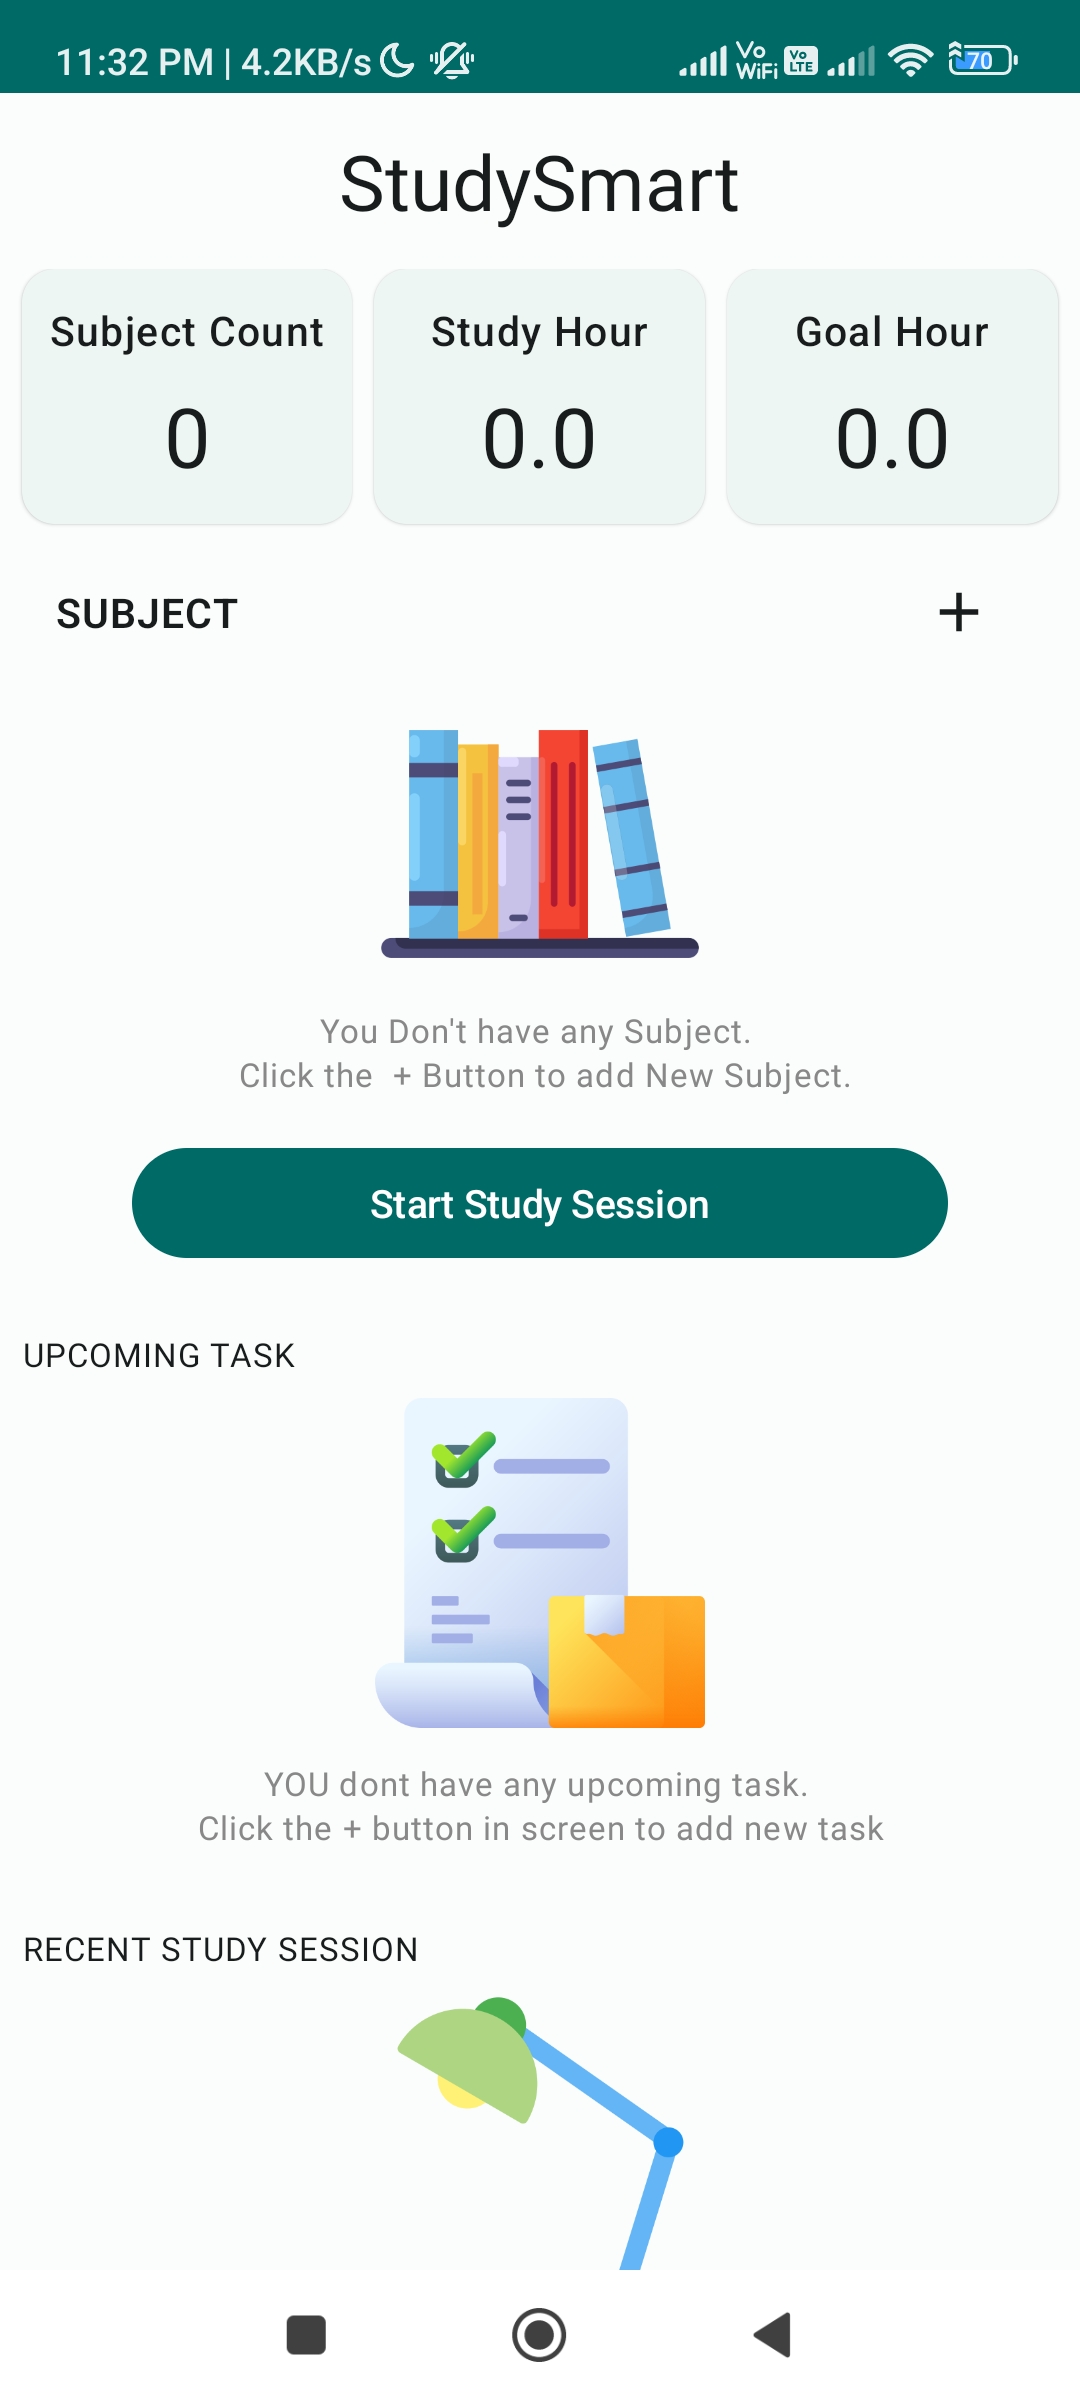 11:32 PM | 4.2KB/s
Vo
WiFi
Vo
LTE
70
StudySmart
Subject Count
Study Hour
Goal Hour
0
0.0
0.0
SUBJECT
+
You Don't have any Subject.
Click the  + Button to add New Subject.
Start Study Session
UPCOMING TASK
YOU dont have any upcoming task.
Click the + button in screen to add new task
RECENT STUDY SESSION